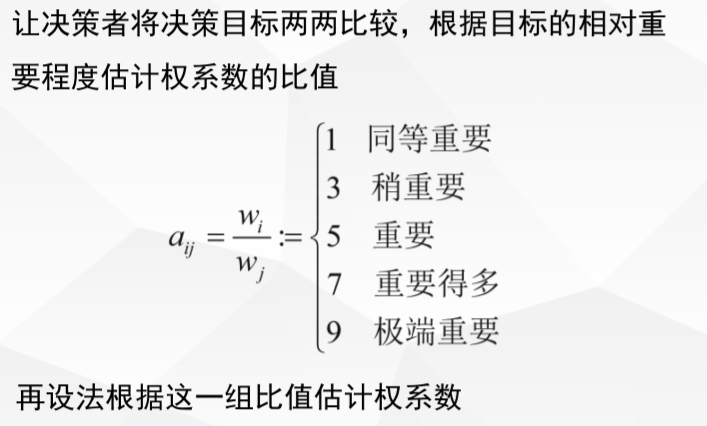 让决策者将决策目标两两比较，根据目标的相对重
要程度估计权系数的比值
1 同等重要
3 稍重要
a_{ij} = \frac{w_i}{w_j} := { 5 重要
7 重要得多
9 极端重要
再设法根据这一组比值估计权系数